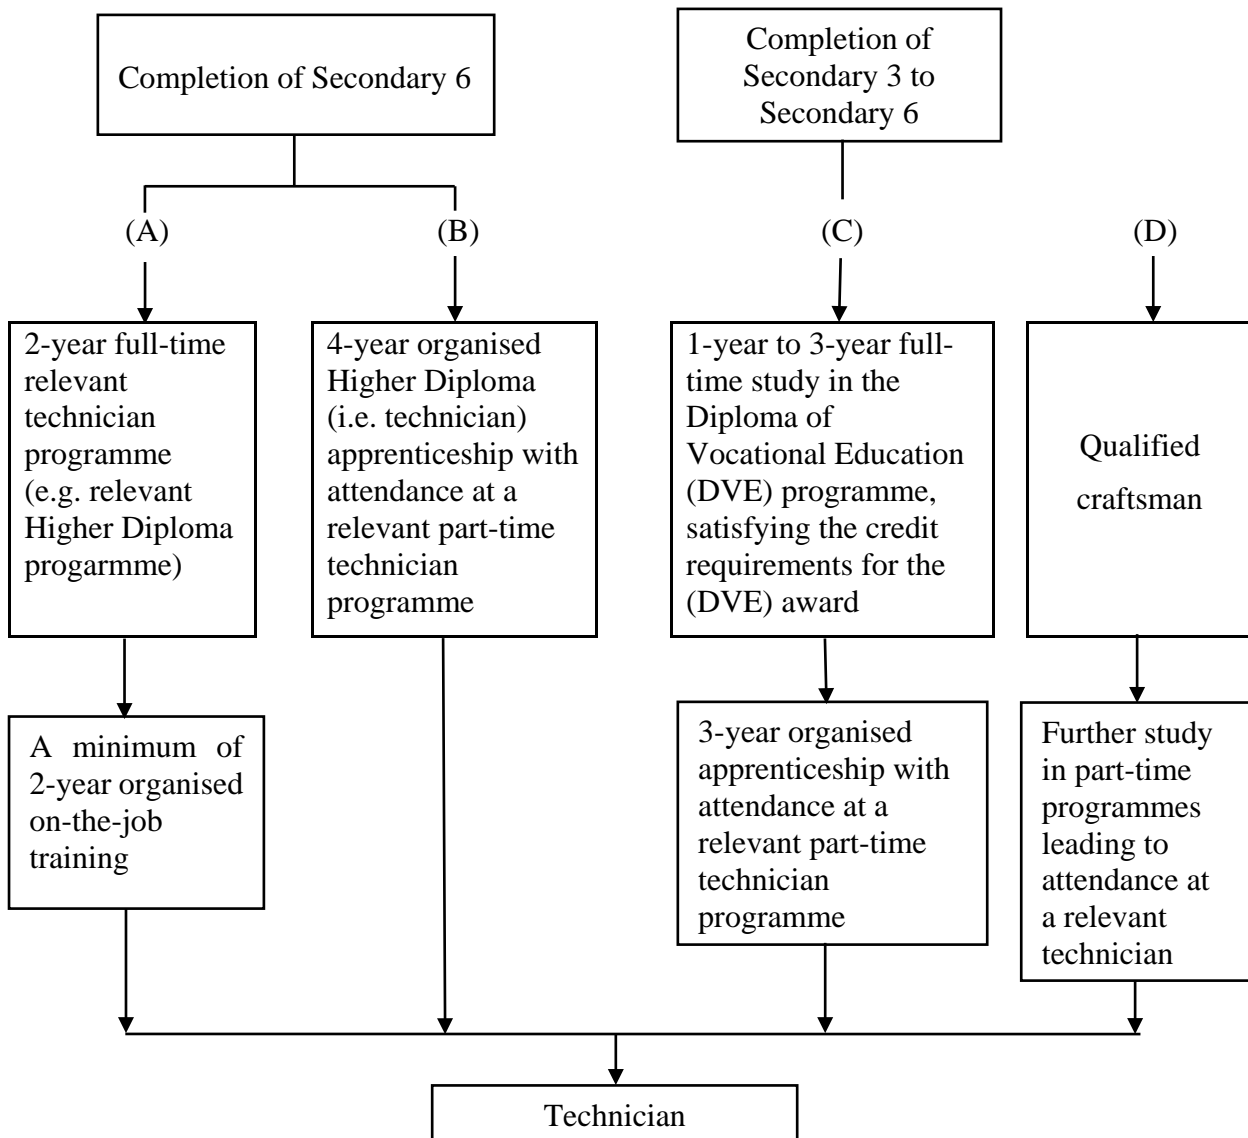 Completion of Secondary 6
Completion of
Secondary 3 to
Secondary 6
(A)
(B)
(C)
(D)
2-year full-time
relevant
technician
programme
(e.g. relevant
Higher Diploma
progarmme)
4-year organised
Higher Diploma
(i.e. technician)
apprenticeship with
attendance at a
relevant part-time
technician
programme
1-year to 3-year full-
time study in the
Diploma of
Vocational Education
(DVE) programme,
satisfying the credit
requirements for the
(DVE) award
Qualified
craftsman
A minimum of
2-year organised
on-the-job
training
3-year organised
apprenticeship with
attendance at a
relevant part-time
technician
programme
Further study
in part-time
programmes
leading to
attendance at
a relevant
technician
Technician